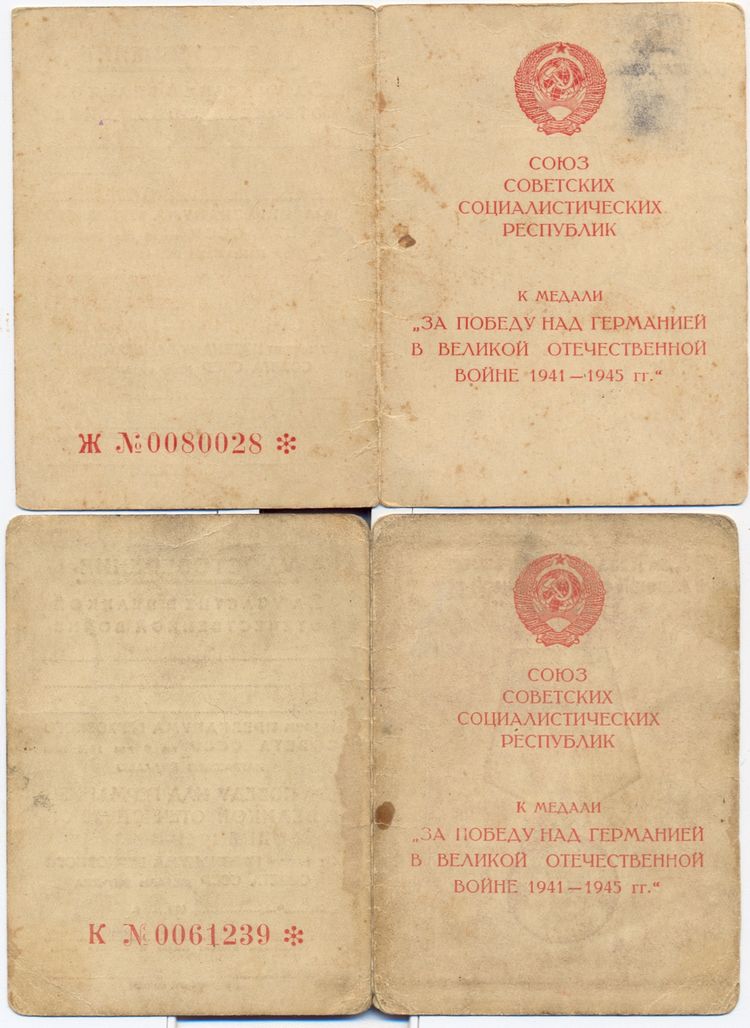 СОЮЗ
СОВЕТСКИХ
СОЦИАЛИСТИЧЕСКИХ
РЕСПУБЛИК
К МЕДАЛИ
„ЗА ПОБЕДУ НАД ГЕРМАНИЕЙ
В ВЕЛИКОЙ ОТЕЧЕСТВЕННОЙ
ВОЙНЕ 1941—1945 гг.“
Ж №0080028 *
СОЮЗ
СОВЕТСКИХ
СОЦИАЛИСТИЧЕСКИХ
РЕСПУБЛИК
К МЕДАЛИ
„ЗА ПОБЕДУ НАД ГЕРМАНИЕЙ
В ВЕЛИКОЙ ОТЕЧЕСТВЕННОЙ
ВОЙНЕ 1941—1945 гг.“
К №0061239 *